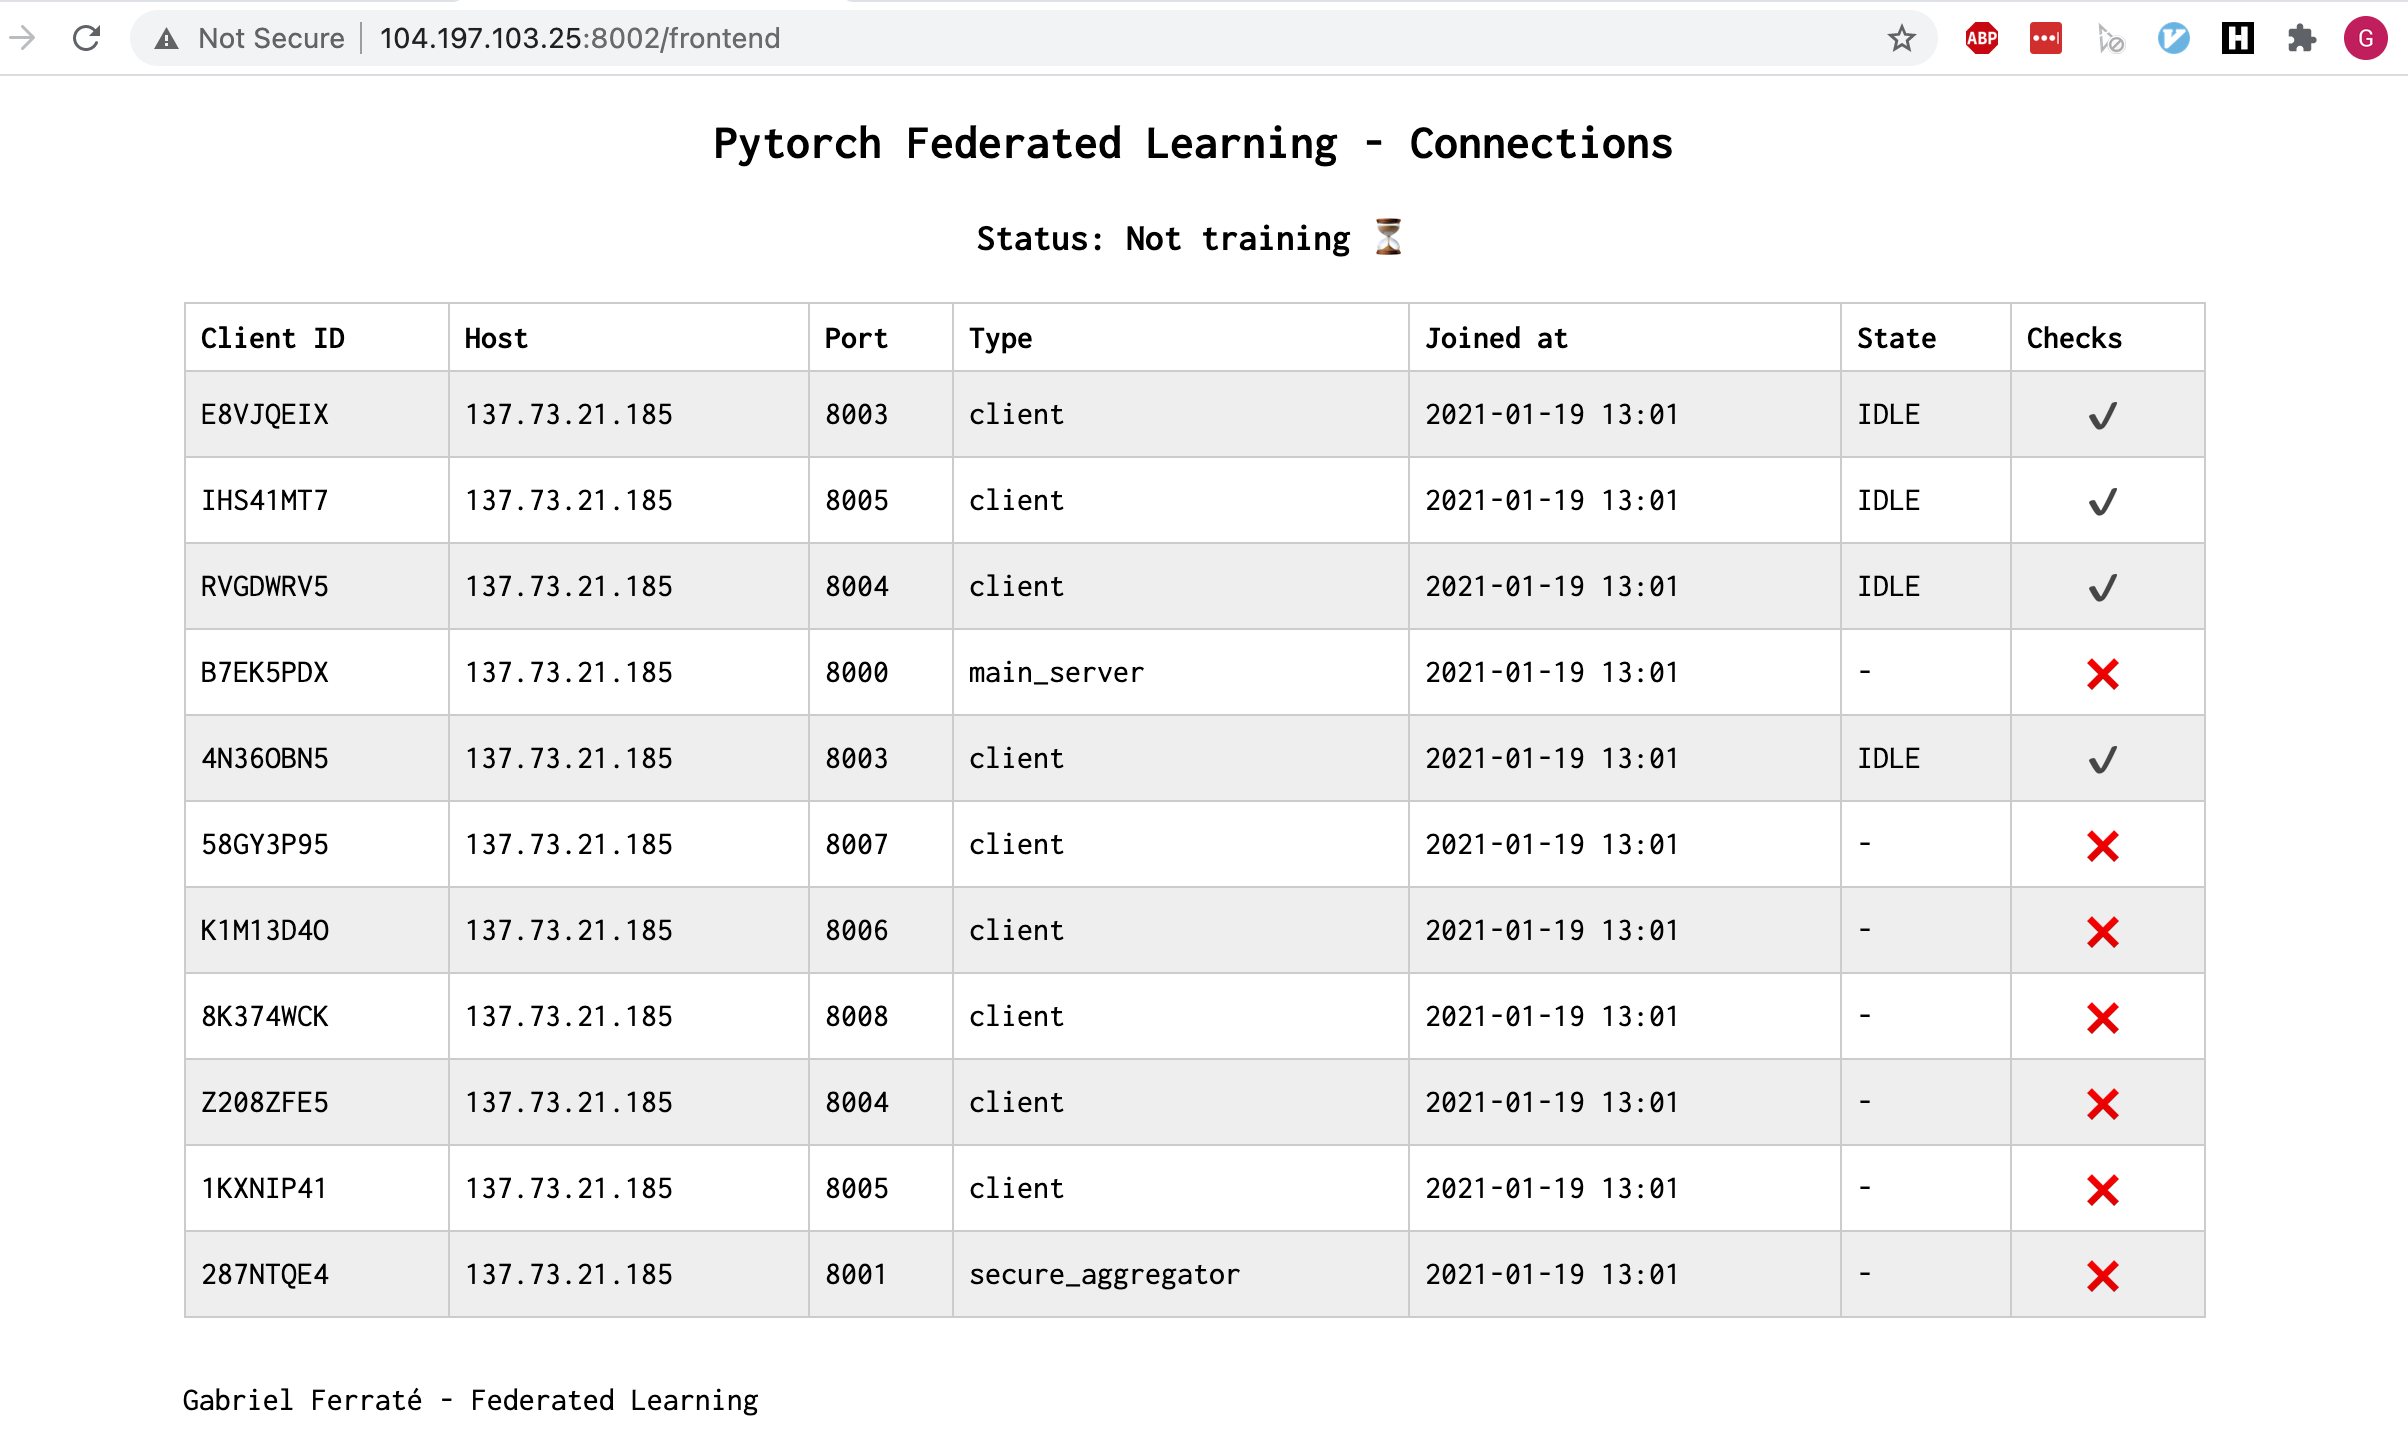 Not Secure 104.197.103.25:8002/frontend ABP H G
Pytorch Federated Learning - Connections
Status: Not training ⏳
Client ID Host Port Type Joined at State Checks
E8VJQEIX 137.73.21.185 8003 client 2021-01-19 13:01 IDLE ✔
IHS41MT7 137.73.21.185 8005 client 2021-01-19 13:01 IDLE ✔
RVGDWRV5 137.73.21.185 8004 client 2021-01-19 13:01 IDLE ✔
B7EK5PDX 137.73.21.185 8000 main_server 2021-01-19 13:01 - ❌
4N36OBN5 137.73.21.185 8003 client 2021-01-19 13:01 IDLE ✔
58GY3P95 137.73.21.185 8007 client 2021-01-19 13:01 - ❌
K1M13D4O 137.73.21.185 8006 client 2021-01-19 13:01 - ❌
8K374WCK 137.73.21.185 8008 client 2021-01-19 13:01 - ❌
Z208ZFE5 137.73.21.185 8004 client 2021-01-19 13:01 - ❌
1KXNIP41 137.73.21.185 8005 client 2021-01-19 13:01 - ❌
287NTQE4 137.73.21.185 8001 secure_aggregator 2021-01-19 13:01 - ❌
Gabriel Ferraté - Federated Learning